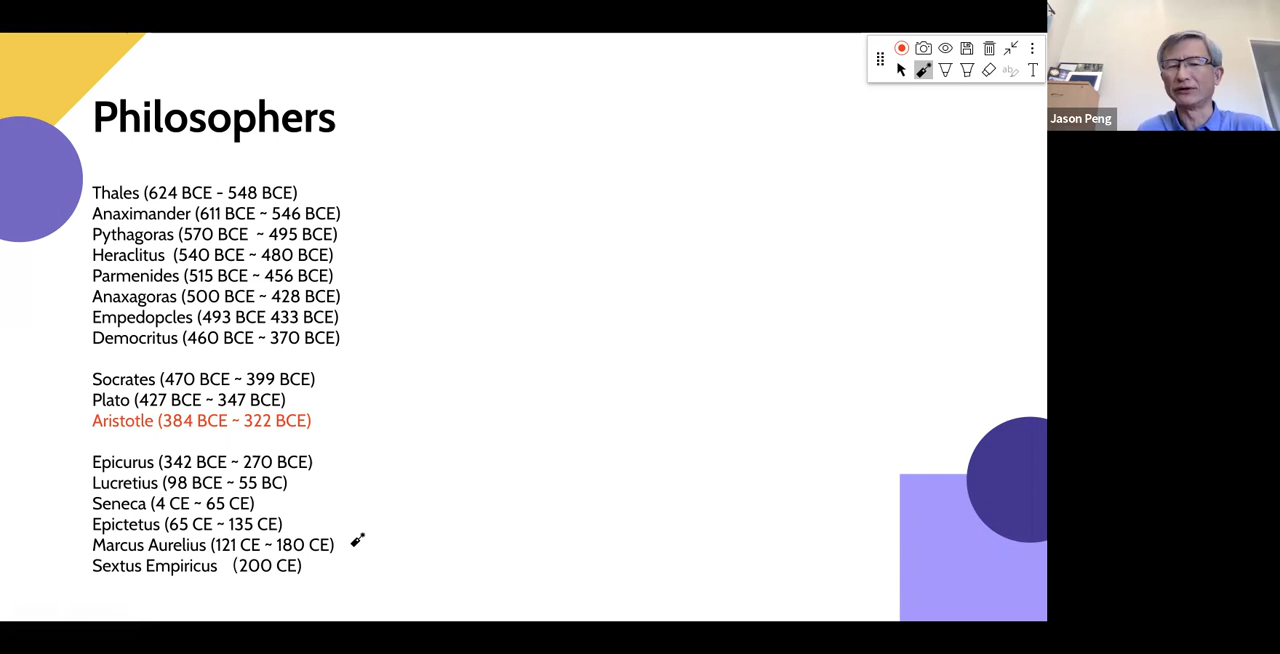 Philosophers
Thales (624 BCE - 548 BCE)
Anaximander (611 BCE ~ 546 BCE)
Pythagoras (570 BCE ~ 495 BCE)
Heraclitus (540 BCE ~ 480 BCE)
Parmenides (515 BCE ~ 456 BCE)
Anaxagoras (500 BCE ~ 428 BCE)
Empedopcles (493 BCE 433 BCE)
Democritus (460 BCE ~ 370 BCE)
Socrates (470 BCE ~ 399 BCE)
Plato (427 BCE ~ 347 BCE)
Aristotle (384 BCE ~ 322 BCE)
Epicurus (342 BCE ~ 270 BCE)
Lucretius (98 BCE ~ 55 BC)
Seneca (4 CE ~ 65 CE)
Epictetus (65 CE ~ 135 CE)
Marcus Aurelius (121 CE ~ 180 CE)
Sextus Empiricus （200 CE)
ab
T
Jason Peng